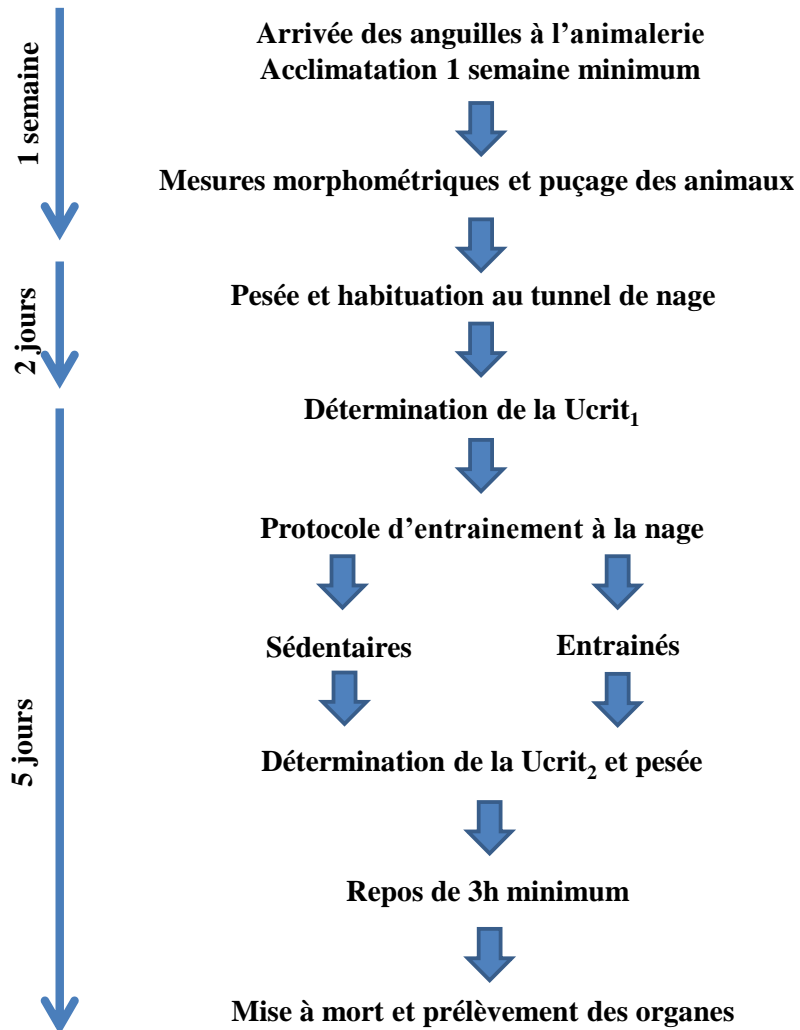 1 semaine
Arrivée des anguilles à l’animalerie
Acclimatation 1 semaine minimum
Mesures morphométriques et puçage des animaux
2 jours
Pesée et habituation au tunnel de nage
5 jours
Détermination de la Ucrit₁
Protocole d’entrainement à la nage
Sédentaires
Entrainés
Détermination de la Ucrit₂ et pesée
Repos de 3h minimum
Mise à mort et prélèvement des organes